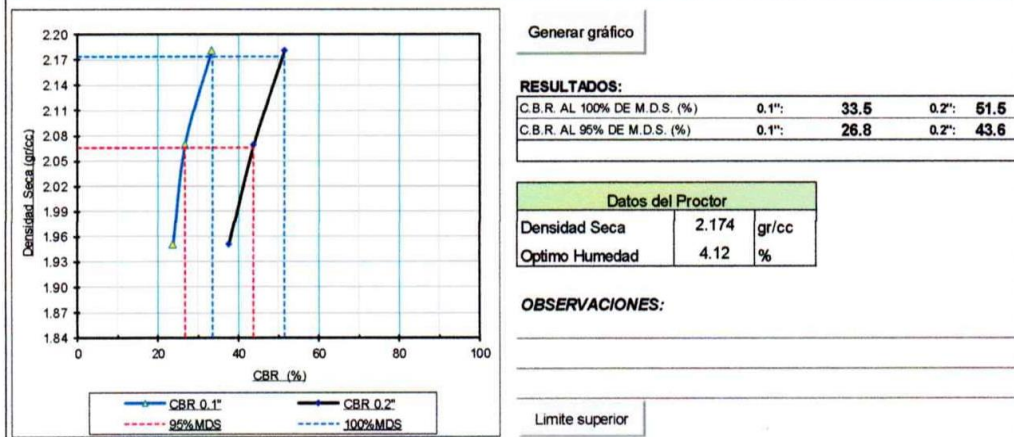 2.20
2.17
2.14
2.11
2.08
2.05
2.02
1.99
1.96
1.93
1.90
1.87
1.84
Densidad Seca (gr/cc)
0 20 40 60 80 100
CBR (%)
CBR 0.1" CBR 0.2"
95%MDS 100%MDS
Generar gráfico
RESULTADOS:
C.B.R. AL 100% DE M.D.S. (%) 0.1": 33.5 0.2": 51.5
C.B.R. AL 95% DE M.D.S. (%) 0.1": 26.8 0.2": 43.6
Datos del Proctor
Densidad Seca 2.174 gr/cc
Optimo Humedad 4.12 %
OBSERVACIONES:
Limite superior